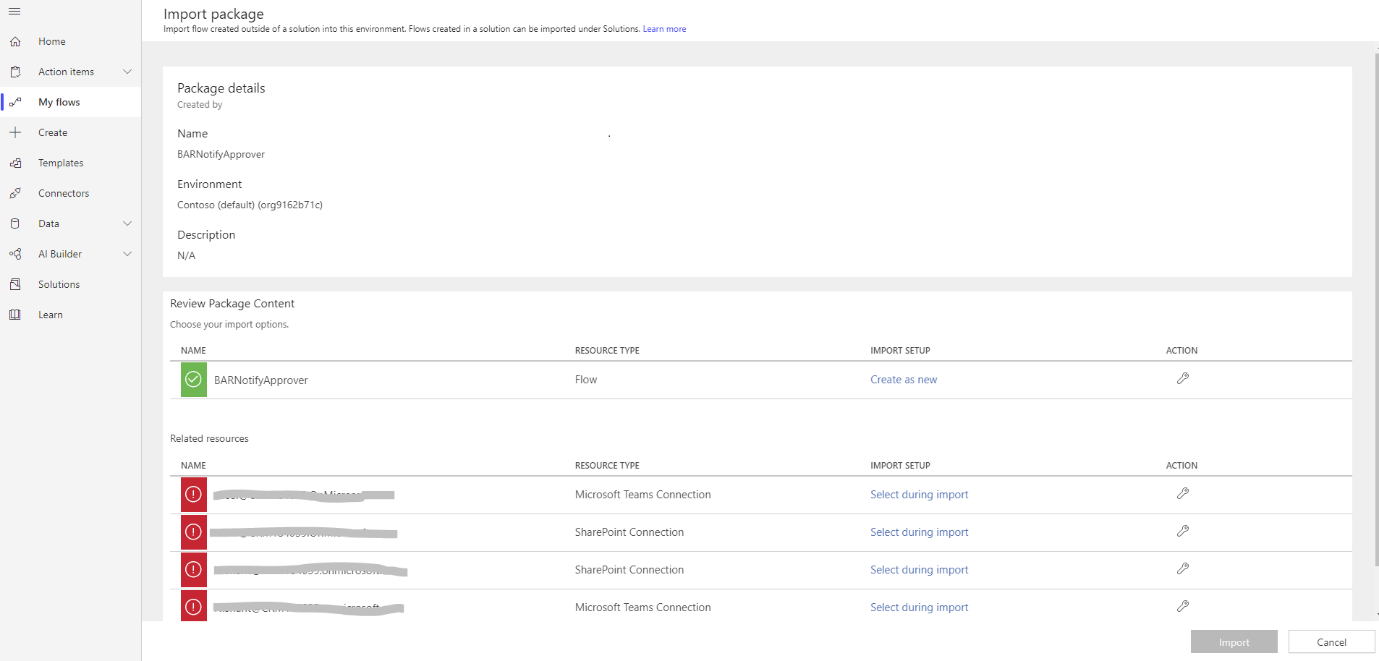 Import package
Import flow created outside of a solution into this environment. Flows created in a solution can be imported under Solutions. Learn more
Home
Action items
My flows
Create
Templates
Connectors
Data
AI Builder
Solutions
Learn
Package details
Created by
Name
BARNotifyApprover
Environment
Contoso (default) (org9162b71c)
Description
N/A
Review Package Content
Choose your import options.
NAME RESOURCE TYPE IMPORT SETUP ACTION
BARNotifyApprover Flow Create as new
Related resources
NAME RESOURCE TYPE IMPORT SETUP ACTION
Microsoft Teams Connection Select during import
SharePoint Connection Select during import
SharePoint Connection Select during import
Microsoft Teams Connection Select during import
Import Cancel